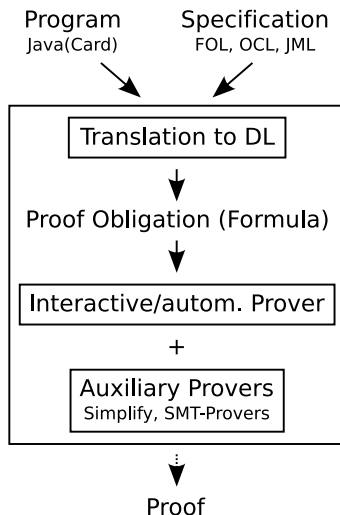 Program Specification
Java(Card) FOL, OCL, JML
Translation to DL
Proof Obligation (Formula)
Interactive/autom. Prover
+
Auxiliary Provers
Simplify, SMT-Provers
Proof